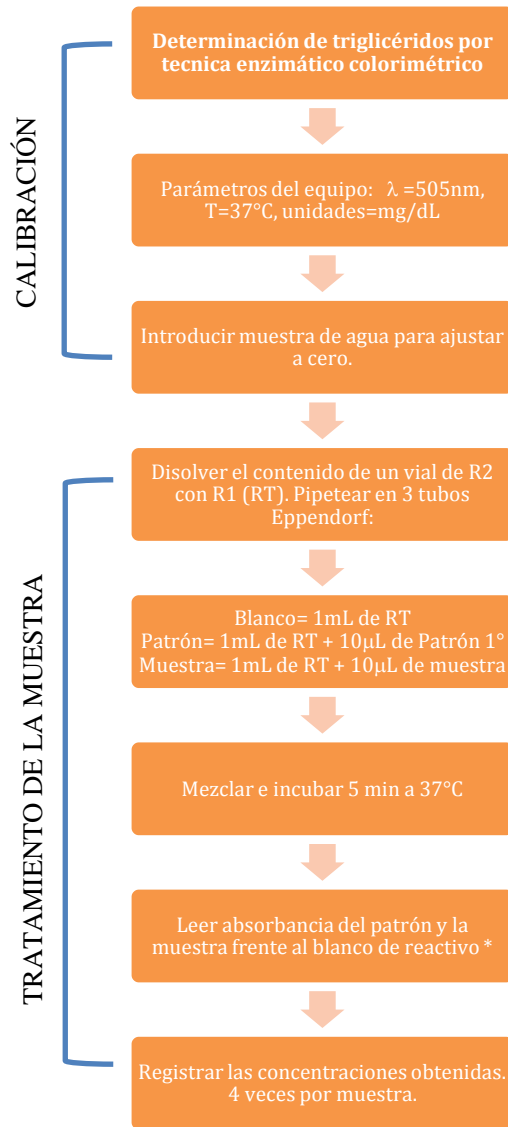 CALIBRACIÓN
Determinación de triglicéridos por
tecnica enzimático colorimétrico
Parámetros del equipo: λ =505nm,
T=37°C, unidades=mg/dL
Introducir muestra de agua para ajustar
a cero.
TRATAMIENTO DE LA MUESTRA
Disolver el contenido de un vial de R2
con R1 (RT). Pipetear en 3 tubos
Eppendorf:
Blanco= 1mL de RT
Patrón= 1mL de RT + 10µL de Patrón 1°
Muestra= 1mL de RT + 10µL de muestra
Mezclar e incubar 5 min a 37°C
Leer absorbancia del patrón y la
muestra frente al blanco de reactivo *
Registrar las concentraciones obtenidas.
4 veces por muestra.